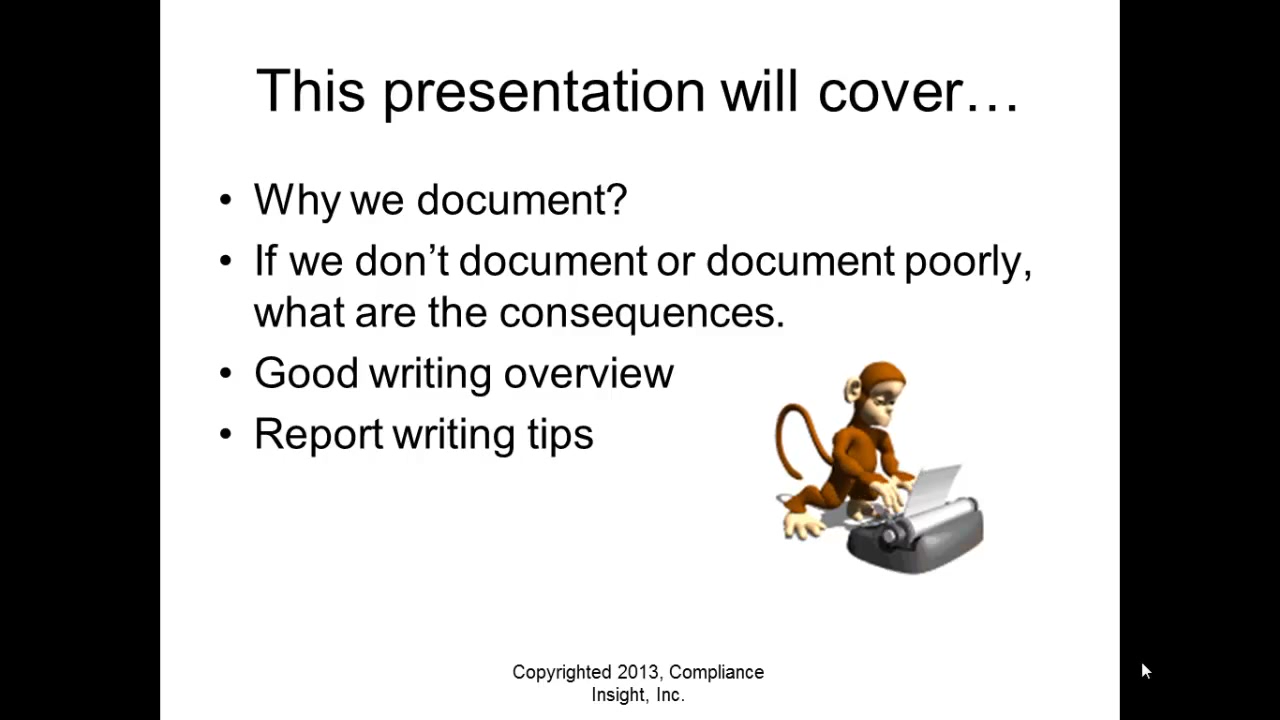 This presentation will cover…
• Why we document?
• If we don’t document or document poorly,
what are the consequences.
• Good writing overview
• Report writing tips
Copyrighted 2013, Compliance
Insight, Inc.